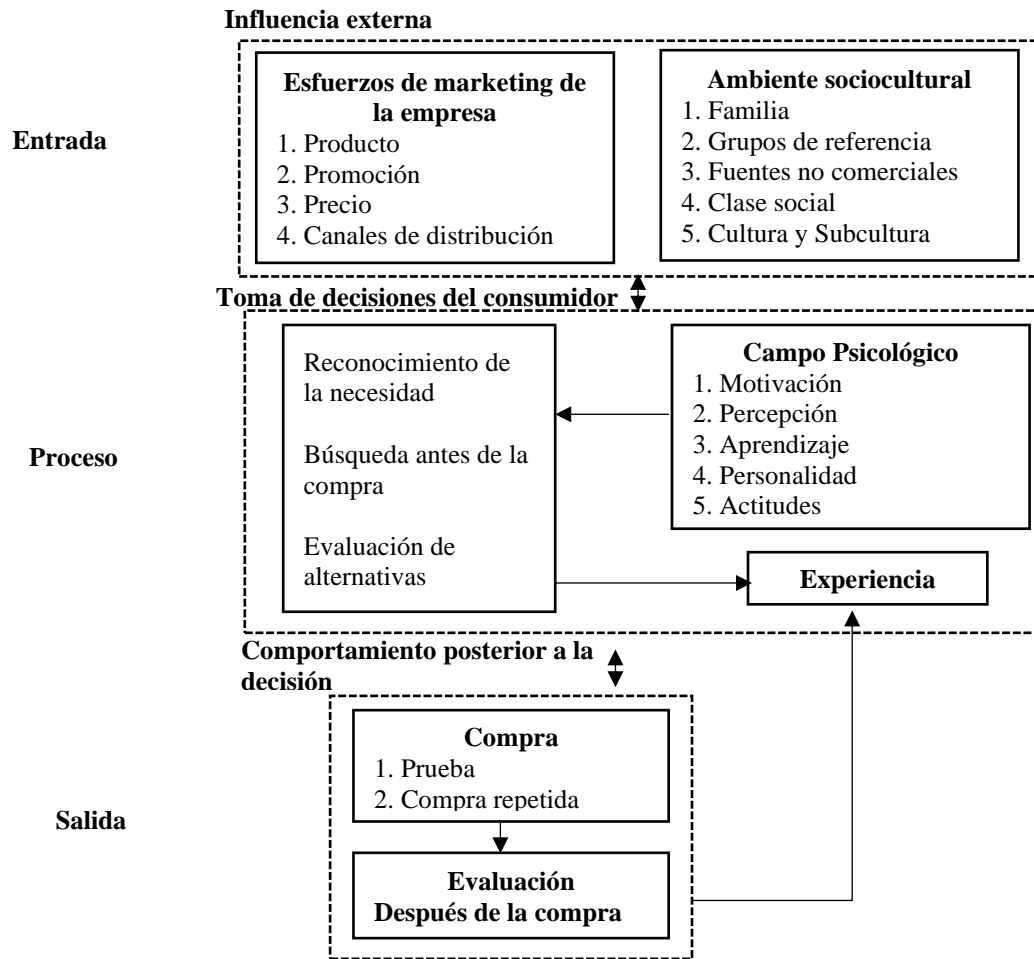 Influencia externa
Esfuerzos de marketing de
la empresa
1. Producto
2. Promoción
3. Precio
4. Canales de distribución
Ambiente sociocultural
1. Familia
2. Grupos de referencia
3. Fuentes no comerciales
4. Clase social
5. Cultura y Subcultura
Entrada
Toma de decisiones del consumidor
Reconocimiento de
la necesidad
Búsqueda antes de la
compra
Evaluación de
alternativas
Campo Psicológico
1. Motivación
2. Percepción
3. Aprendizaje
4. Personalidad
5. Actitudes
Experiencia
Proceso
Comportamiento posterior a la
decisión
Compra
1. Prueba
2. Compra repetida
Salida
Evaluación
Después de la compra